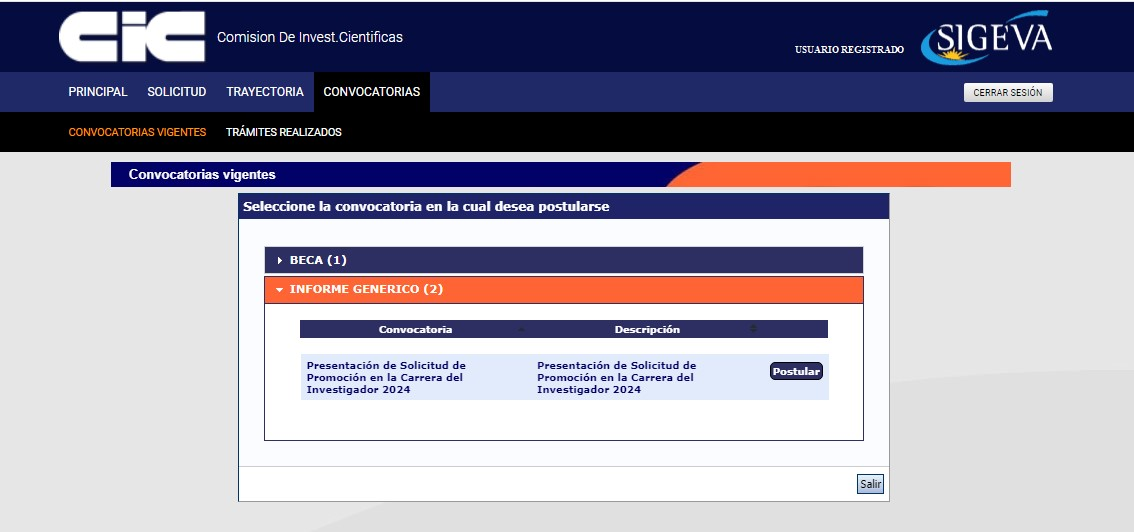 CIC Comision De Invest.Cientificas
USUARIO REGISTRADO
SIGEVA
PRINCIPAL SOLICITUD TRAYECTORIA CONVOCATORIAS
CERRAR SESIÓN
CONVOCATORIAS VIGENTES TRÁMITES REALIZADOS
Convocatorias vigentes
Seleccione la convocatoria en la cual desea postularse
BECA (1)
INFORME GENERICO (2)
Convocatoria Descripción
Presentación de Solicitud de
Promoción en la Carrera del
Investigador 2024
Presentación de Solicitud de
Promoción en la Carrera del
Investigador 2024
Postular
Salir